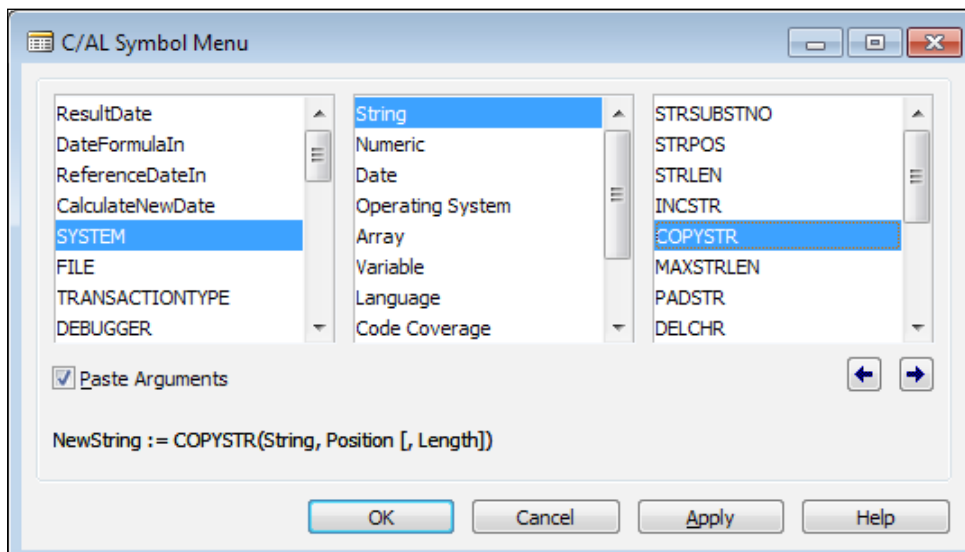 C/AL Symbol Menu
ResultDate
DateFormulaIn
ReferenceDateIn
CalculateNewDate
SYSTEM
FILE
TRANSACTIONTYPE
DEBUGGER
String
Numeric
Date
Operating System
Array
Variable
Language
Code Coverage
STRSUBSTNO
STRPOS
STRLEN
INCSTR
COPYSTR
MAXSTRLEN
PADSTR
DELCHR
Paste Arguments
NewString := COPYSTR(String, Position [, Length])
OK Cancel Apply Help